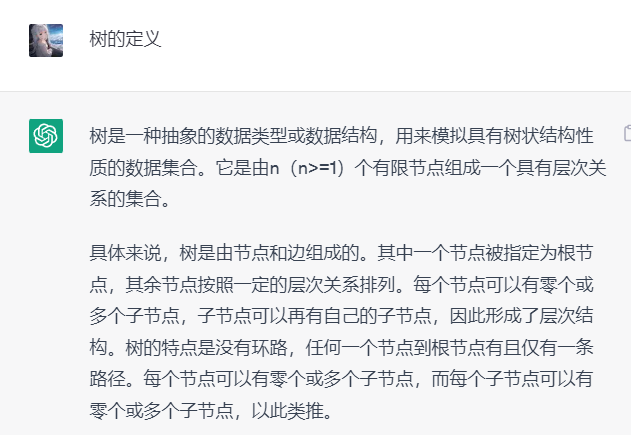 树的定义
树是一种抽象的数据类型或数据结构，用来模拟具有树状结构性
质的数据集合。它是由n（n>=1）个有限节点组成一个具有层次关
系的集合。
具体来说，树是由节点和边组成的。其中一个节点被指定为根节
点，其余节点按照一定的层次关系排列。每个节点可以有零个或
多个子节点，子节点可以再有自己的子节点，因此形成了层次结
构。树的特点是没有环路，任何一个节点到根节点有且仅有一条
路径。每个节点可以有零个或多个子节点，而每个子节点可以有
零个或多个子节点，以此类推。